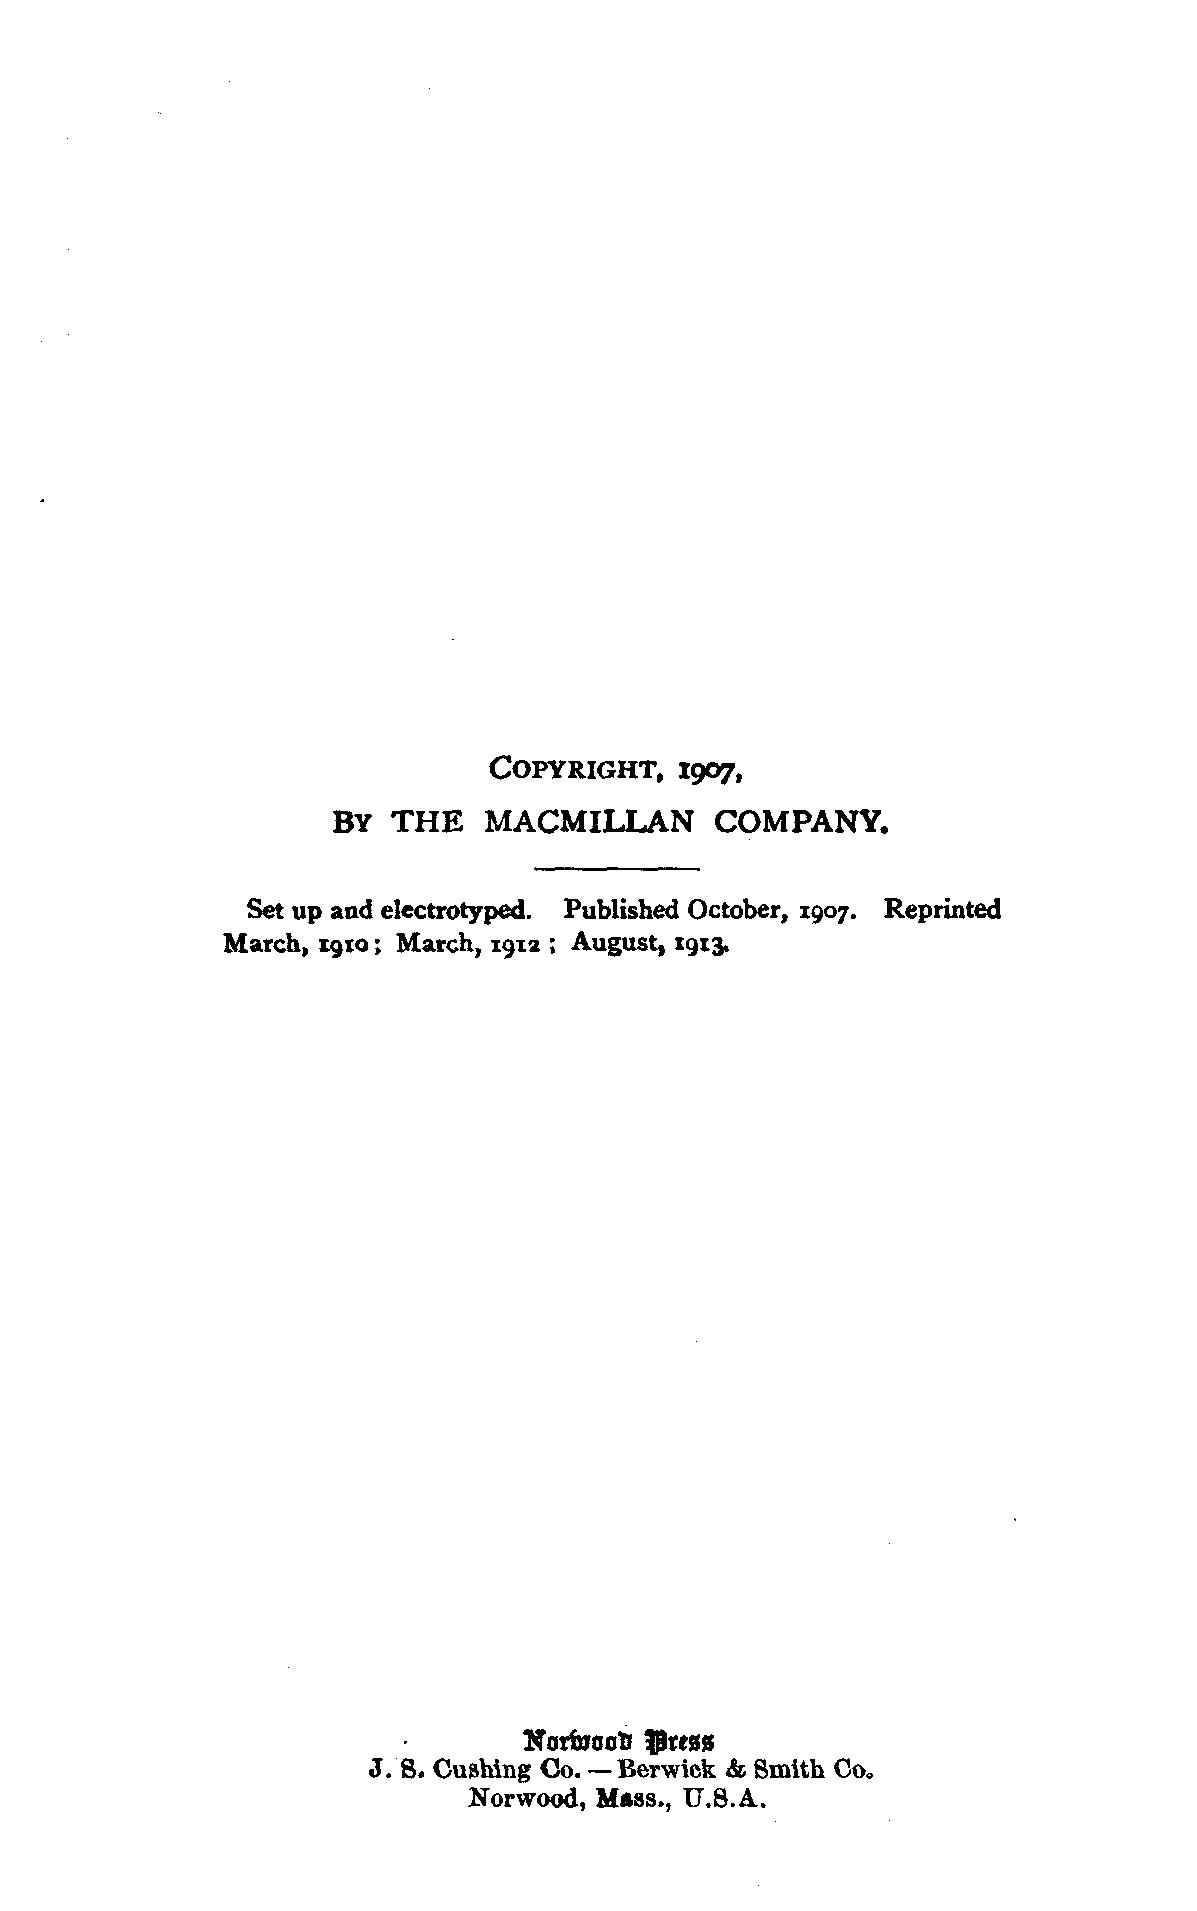 COPYRIGHT, 1907,
BY THE MACMILLAN COMPANY.
Set up and electrotyped. Published October, 1907. Reprinted
March, 1910; March, 1912; August, 1913.
Norwood Press
J. S. Cushing Co. — Berwick & Smith Co.
Norwood, Mass., U.S.A.